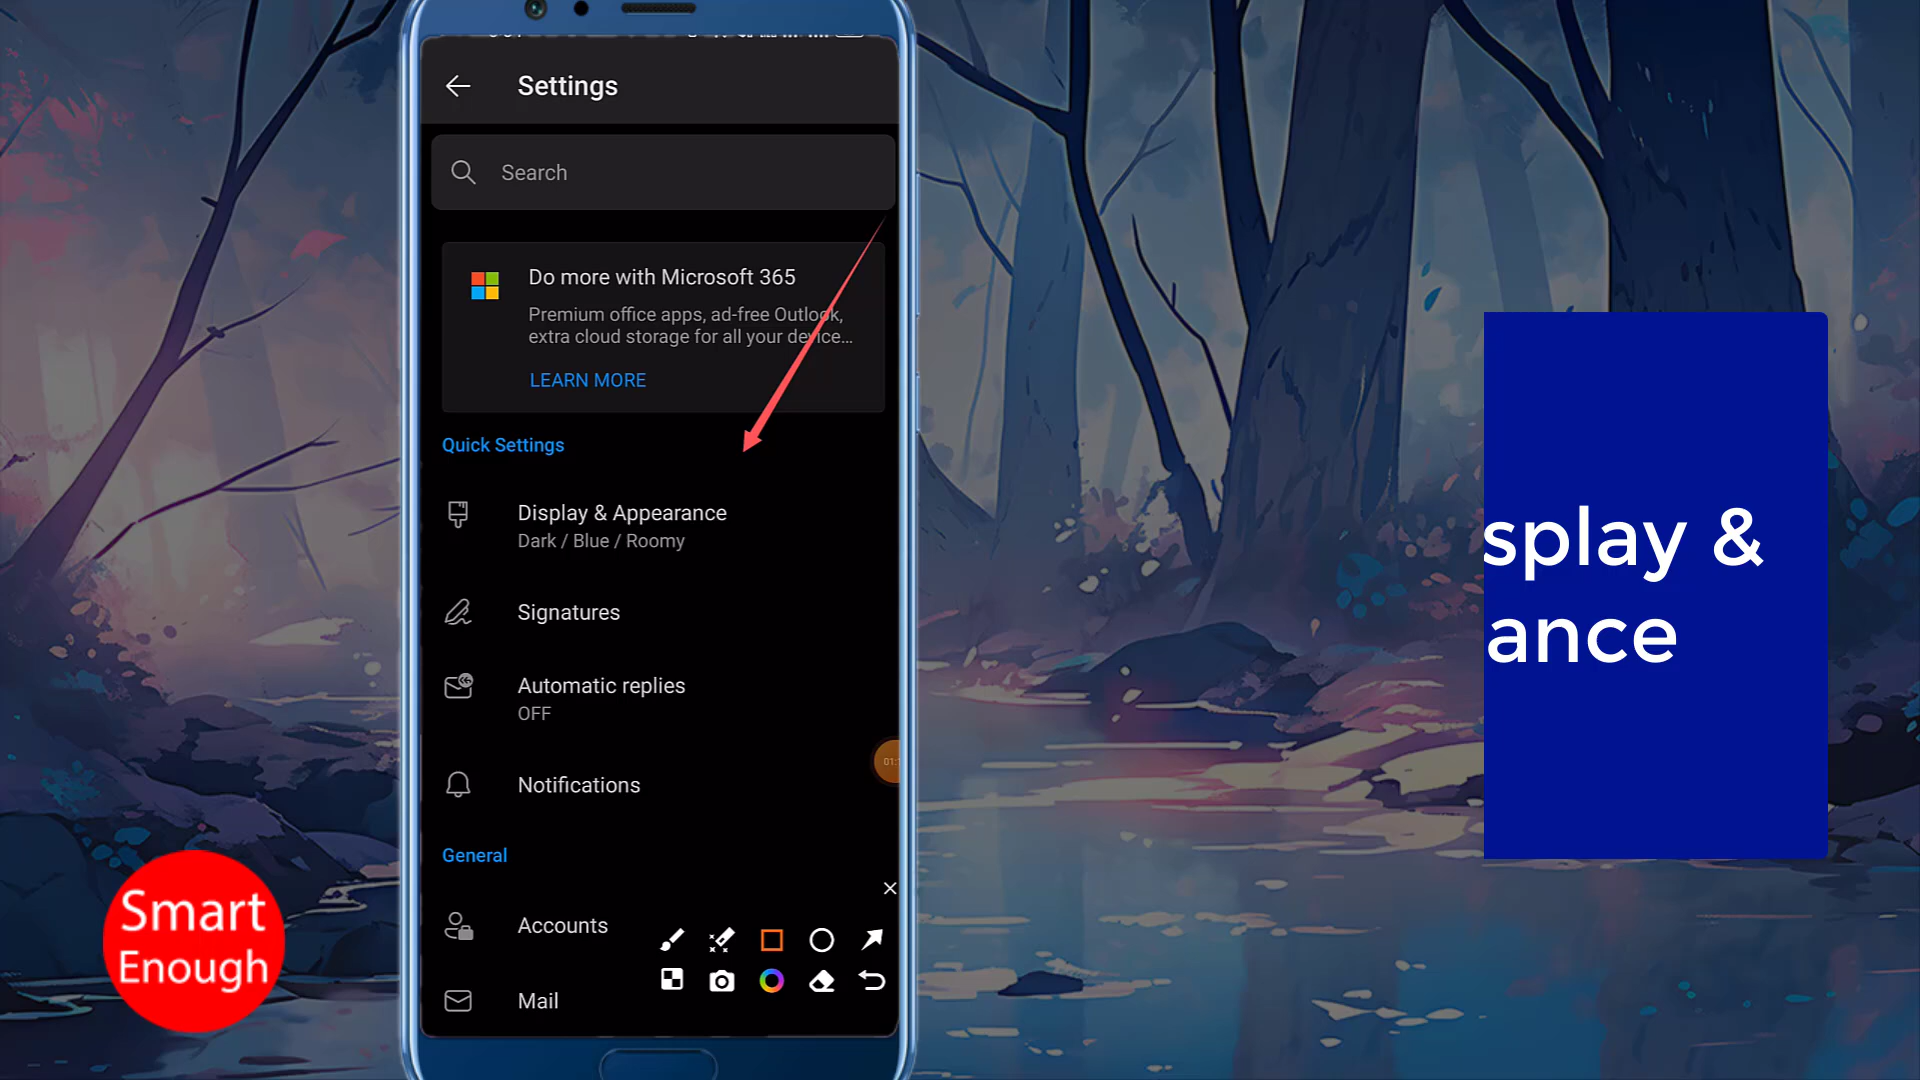 Settings
Search
Do more with Microsoft 365
Premium office apps, ad-free Outlook,
extra cloud storage for all your device...
LEARN MORE
Quick Settings
Display & Appearance
Dark / Blue / Roomy
Signatures
Automatic replies
OFF
Notifications
General
Accounts
Mail
splay &
ance
Smart
Enough